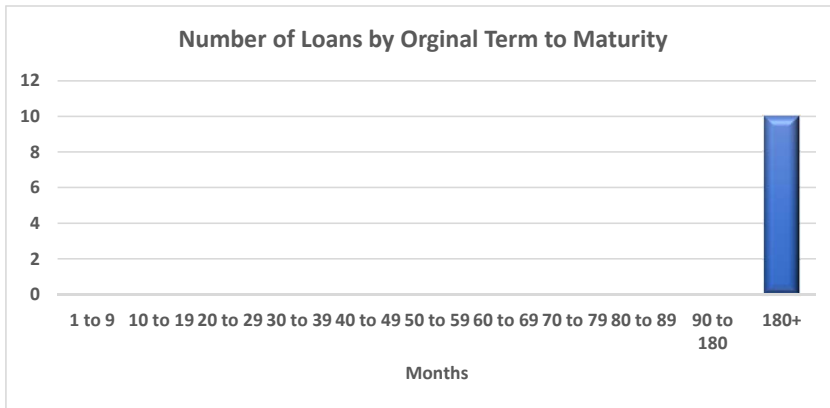 Number of Loans by Orginal Term to Maturity
12
10
8
6
4
2
0
1 to 9 10 to 19 20 to 29 30 to 39 40 to 49 50 to 59 60 to 69 70 to 79 80 to 89 90 to 180+
180
Months